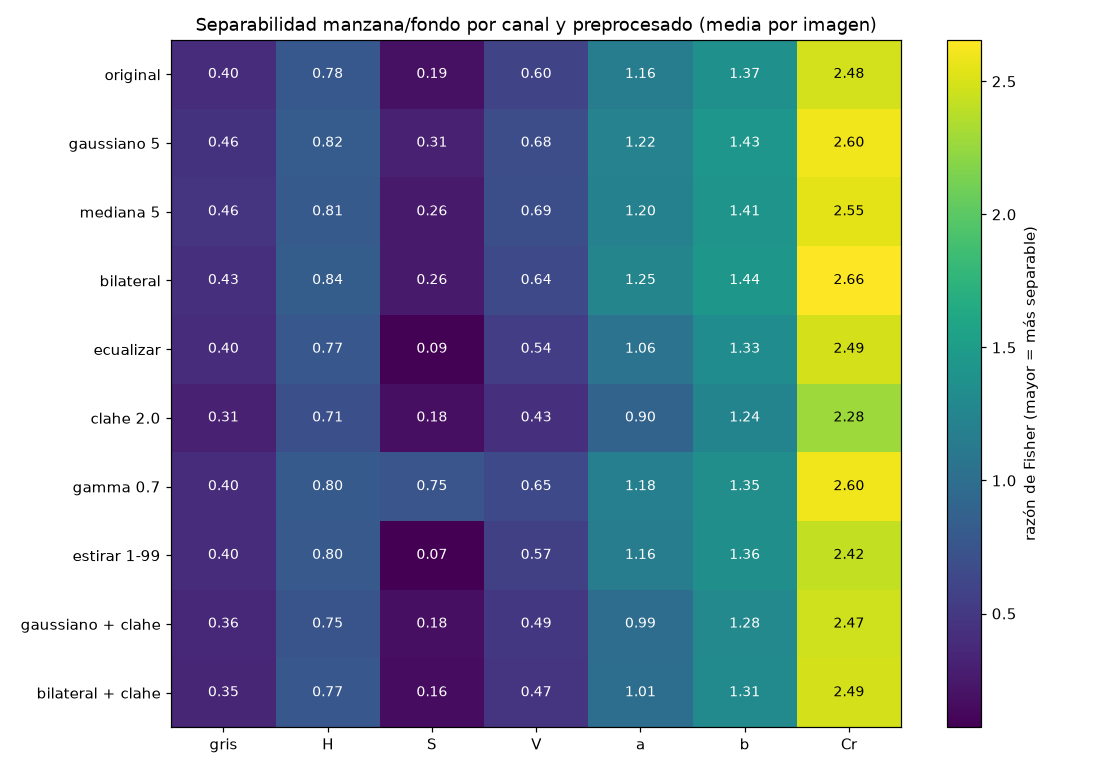 Separabilidad manzana/fondo por canal y preprocesado (media por imagen)
original 0.40 0.78 0.19 0.60 1.16 1.37 2.48
gaussiano 5 0.46 0.82 0.31 0.68 1.22 1.43 2.60
mediana 5 0.46 0.81 0.26 0.69 1.20 1.41 2.55
bilateral 0.43 0.84 0.26 0.64 1.25 1.44 2.66
ecualizar 0.40 0.77 0.09 0.54 1.06 1.33 2.49
clahe 2.0 0.31 0.71 0.18 0.43 0.90 1.24 2.28
gamma 0.7 0.40 0.80 0.75 0.65 1.18 1.35 2.60
estirar 1-99 0.40 0.80 0.07 0.57 1.16 1.36 2.42
gaussiano + clahe 0.36 0.75 0.18 0.49 0.99 1.28 2.47
bilateral + clahe 0.35 0.77 0.16 0.47 1.01 1.31 2.49
gris H S V a b Cr
2.5
2.0
1.5
1.0
0.5
razón de Fisher (mayor = más separable)